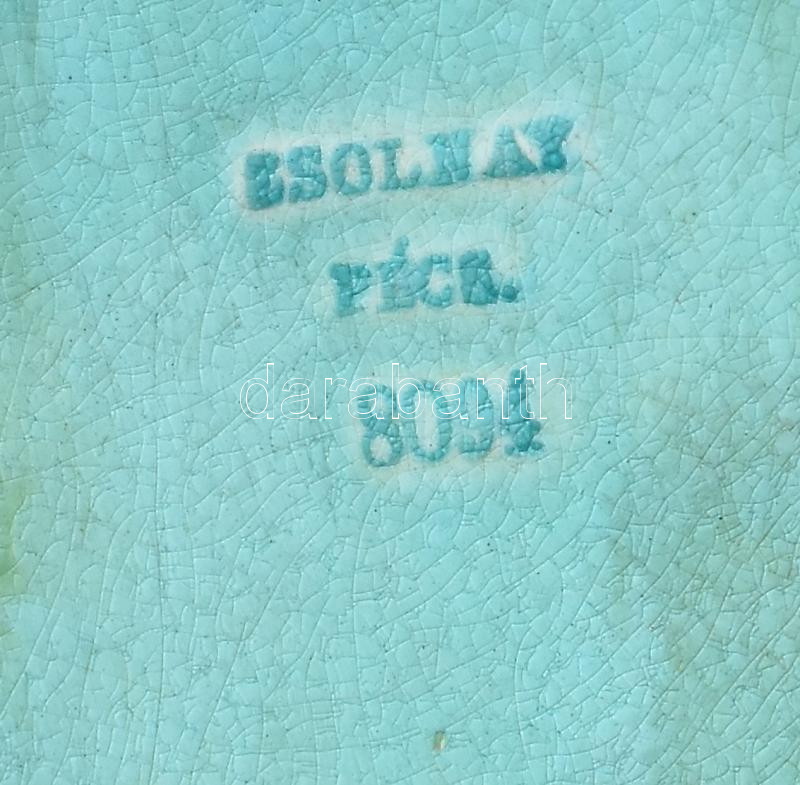 ZSOLNAY
PÉCS.
darabanth
8094